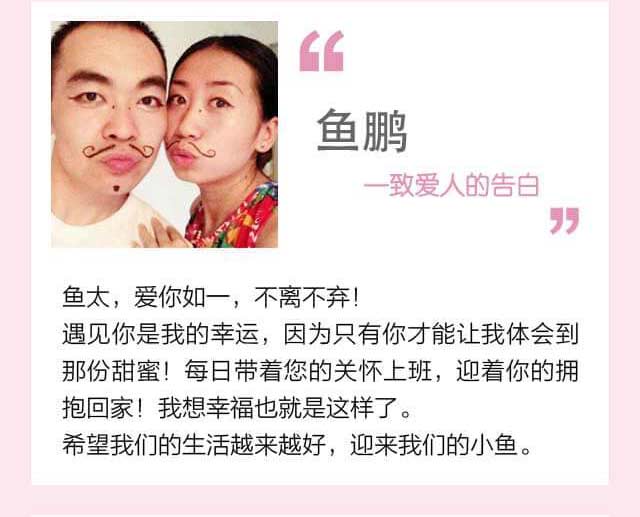 鱼鹏
一致爱人的告白
鱼太，爱你如一，不离不弃！
遇见你是我的幸运，因为只有你才能让我体会到
那份甜蜜！每日带着您的关怀上班，迎着你的拥
抱回家！我想幸福也就是这样了。
希望我们的生活越来越好，迎来我们的小鱼。